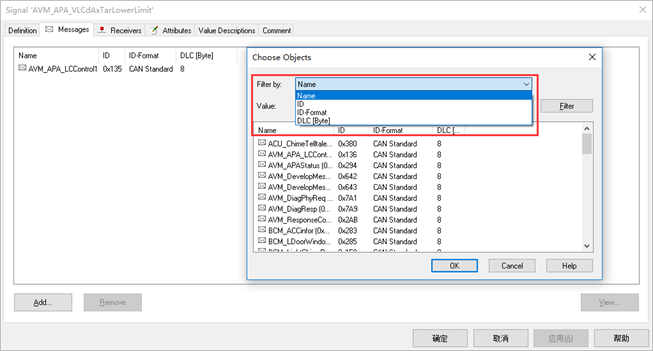 Signal 'AVM_APA_VLCdAxTarLowerLimit'
Definition Messages Receivers Attributes Value Descriptions Comment
Name ID ID-Format DLC [Byte]
AVM_APA_LCControl1 0x135 CAN Standard 8
Choose Objects
Filter by: Name
Name
ID
ID-Format
DLC [Byte]
Value: Filter
Name ID ID-Format DLC [...
ACU_ChimeTelltale... 0x380 CAN Standard 8
AVM_APA_LCCont... 0x136 CAN Standard 8
AVM_APAStatus (0... 0x294 CAN Standard 8
AVM_DevelopMes... 0x642 CAN Standard 8
AVM_DevelopMes... 0x643 CAN Standard 8
AVM_DiagPhyReq ... 0x7A1 CAN Standard 8
AVM_DiagResp (0... 0x7A9 CAN Standard 8
AVM_ResponseCo... 0x2AB CAN Standard 8
BCM_ACCinfor (0x... 0x283 CAN Standard 8
BCM_LDoorWindo... 0x285 CAN Standard 8
OK Cancel Help
Add... Remove View...
确定 取消 应用(A) 帮助